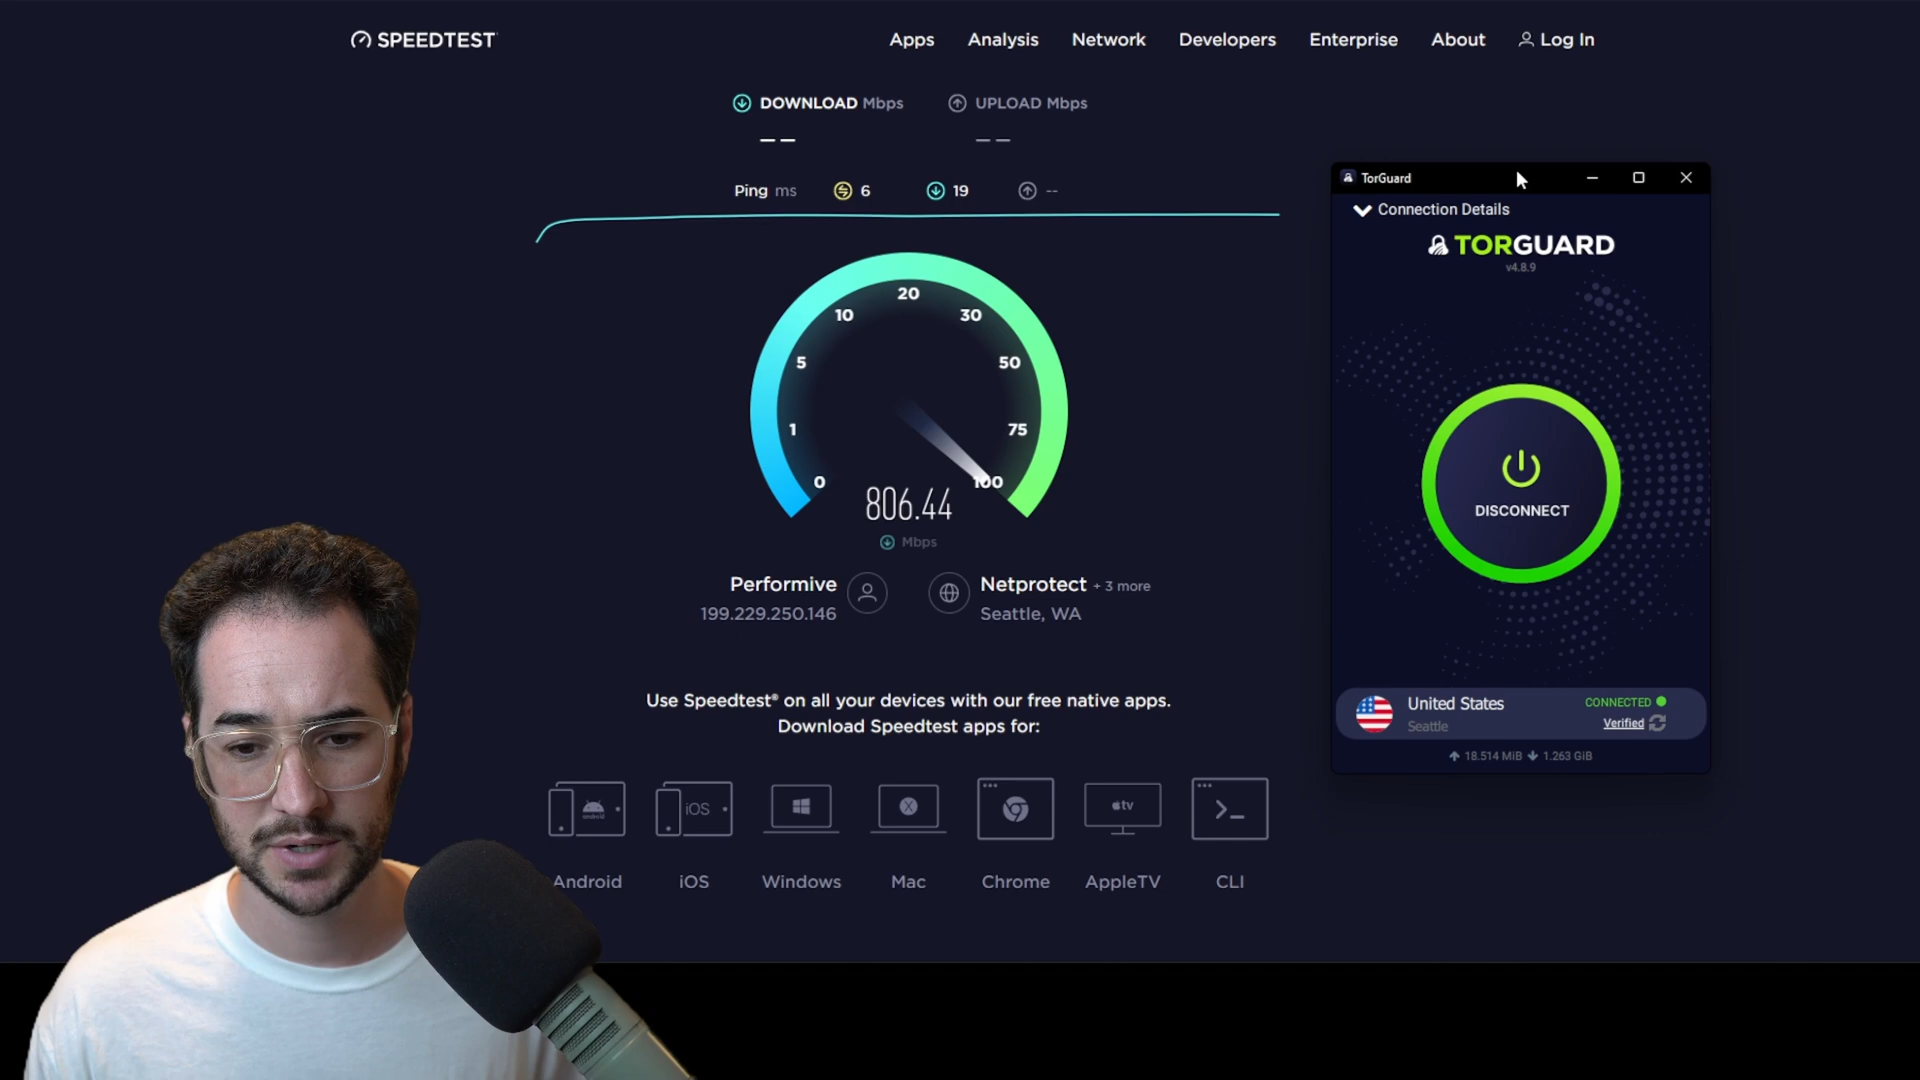 SPEEDTEST
Apps
Analysis
Network
Developers
Enterprise
About
Log In
DOWNLOAD Mbps
UPLOAD Mbps
— —
— —
Ping ms
6
19
--
0
1
5
10
20
30
50
75
100
806.44
Mbps
Performive
199.229.250.146
Netprotect + 3 more
Seattle, WA
Use Speedtest® on all your devices with our free native apps.
Download Speedtest apps for:
android
iOS
X
tv
Android
iOS
Windows
Mac
Chrome
AppleTV
CLI
TorGuard
Connection Details
TORGUARD
v4.8.9
DISCONNECT
United States
CONNECTED
Seattle
Verified
18.514 MiB
1.263 GiB